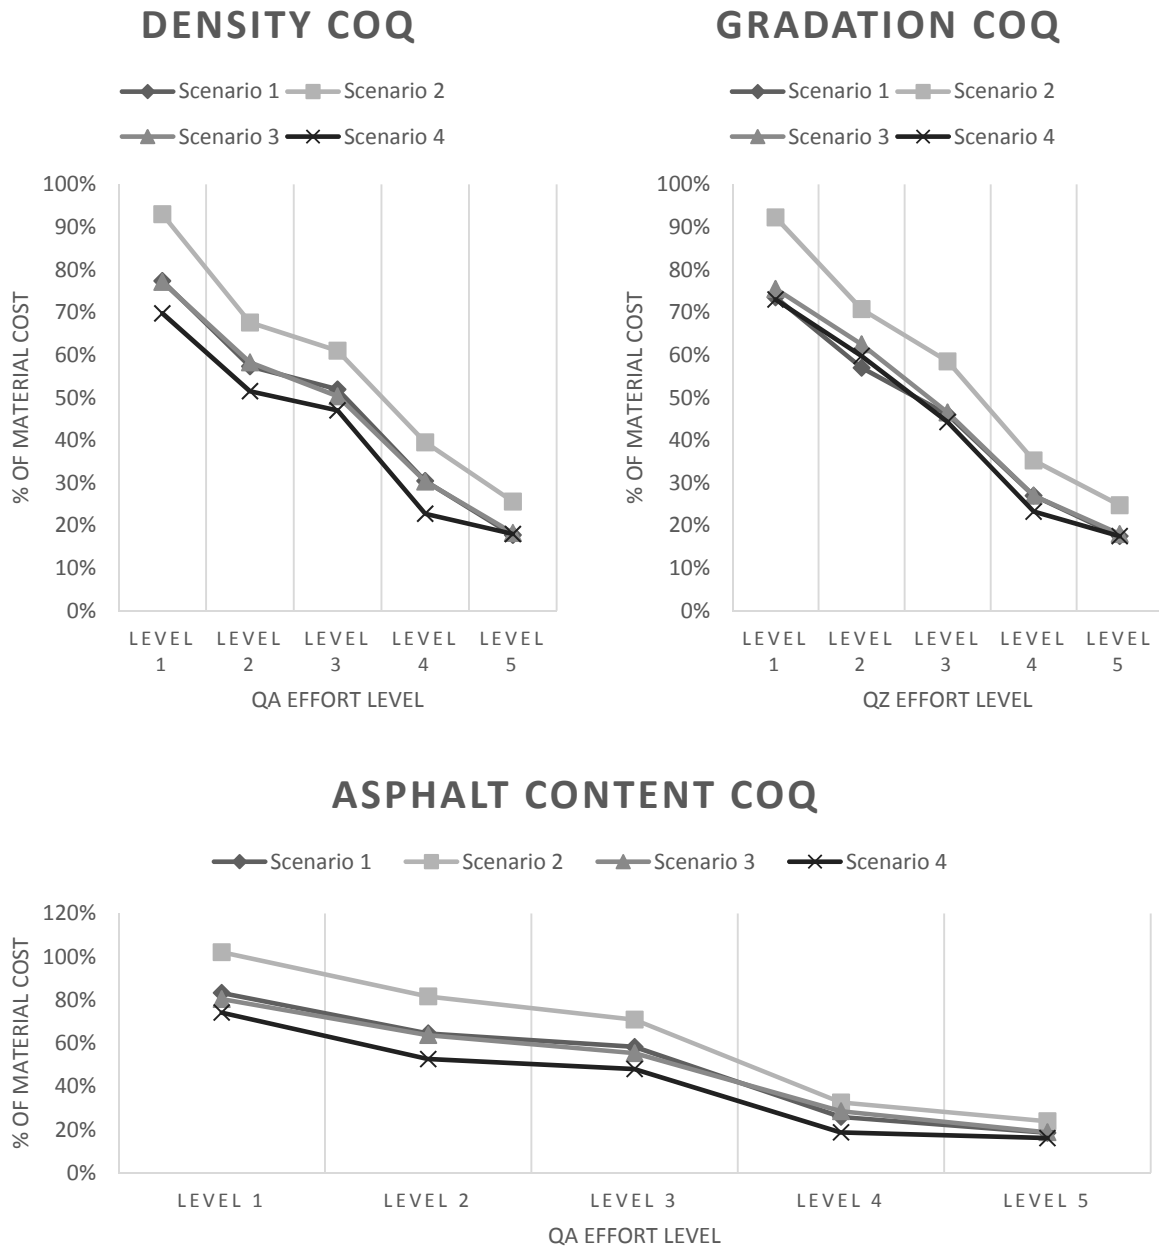 DENSITY COQ
Scenario 1 Scenario 2
Scenario 3 Scenario 4
100%
90%
80%
70%
60%
50%
40%
30%
20%
10%
0%
% OF MATERIAL COST
LEVEL 1 LEVEL 2 LEVEL 3 LEVEL 4 LEVEL 5
QA EFFORT LEVEL
GRADATION COQ
Scenario 1 Scenario 2
Scenario 3 Scenario 4
100%
90%
80%
70%
60%
50%
40%
30%
20%
10%
0%
% OF MATERIAL COST
LEVEL 1 LEVEL 2 LEVEL 3 LEVEL 4 LEVEL 5
QZ EFFORT LEVEL
ASPHALT CONTENT COQ
Scenario 1 Scenario 2 Scenario 3 Scenario 4
120%
100%
80%
60%
40%
20%
0%
% OF MATERIAL COST
LEVEL 1 LEVEL 2 LEVEL 3 LEVEL 4 LEVEL 5
QA EFFORT LEVEL